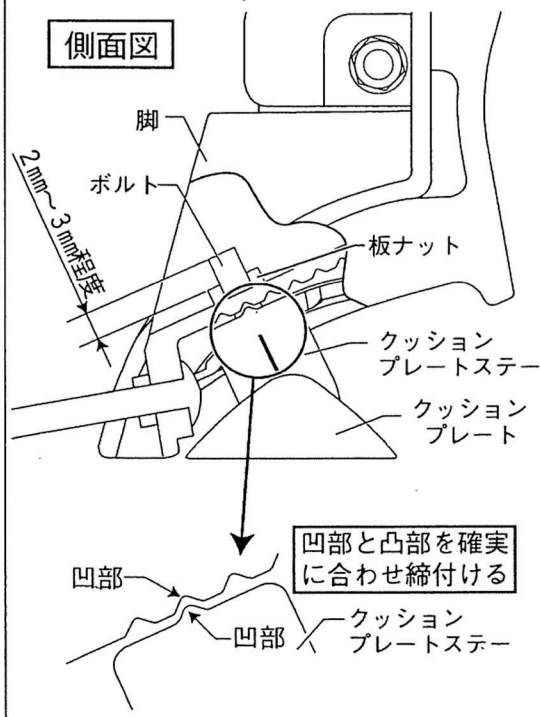 側面図
脚
ボルト
2mm～3mm程度
板ナット
クッション
プレートステー
クッション
プレート
凹部と凸部を確実
に合わせ締付ける
凹部
凹部
クッション
プレートステー